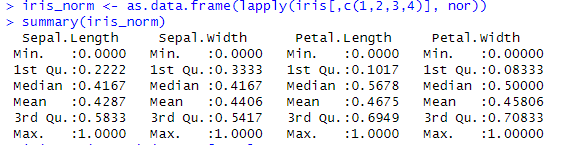 > iris_norm <- as.data.frame(lapply(iris[,c(1,2,3,4)], nor))
> summary(iris_norm)
Sepal.Length Sepal.Width Petal.Length Petal.Width
Min. :0.0000 Min. :0.0000 Min. :0.0000 Min. :0.00000
1st Qu.:0.2222 1st Qu.:0.3333 1st Qu.:0.1017 1st Qu.:0.08333
Median :0.4167 Median :0.4167 Median :0.5678 Median :0.50000
Mean :0.4287 Mean :0.4406 Mean :0.4675 Mean :0.45806
3rd Qu.:0.5833 3rd Qu.:0.5417 3rd Qu.:0.6949 3rd Qu.:0.70833
Max. :1.0000 Max. :1.0000 Max. :1.0000 Max. :1.00000